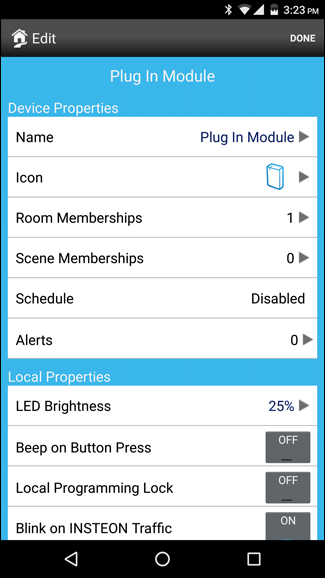 3:23 PM
Edit DONE
Plug In Module
Device Properties
Name Plug In Module
Icon
Room Memberships 1
Scene Memberships 0
Schedule Disabled
Alerts 0
Local Properties
LED Brightness 25%
Beep on Button Press OFF
Local Programming Lock OFF
Blink on INSTEON Traffic ON